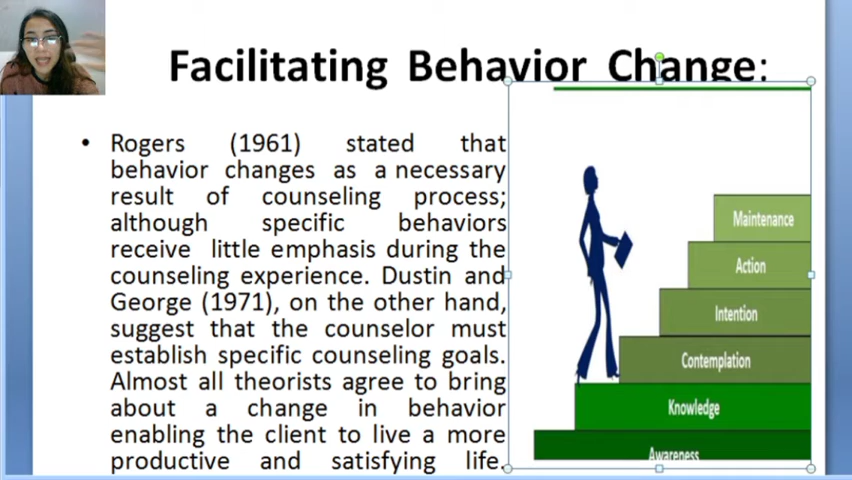 Facilitating Behavior Change:
• Rogers (1961) stated that
behavior changes as a necessary
result of counseling process;
although specific behaviors
receive little emphasis during the
counseling experience. Dustin and
George (1971), on the other hand,
suggest that the counselor must
establish specific counseling goals.
Almost all theorists agree to bring
about a change in behavior
enabling the client to live a more
productive and satisfying life.
Maintenance
Action
Intention
Contemplation
Knowledge
Awareness